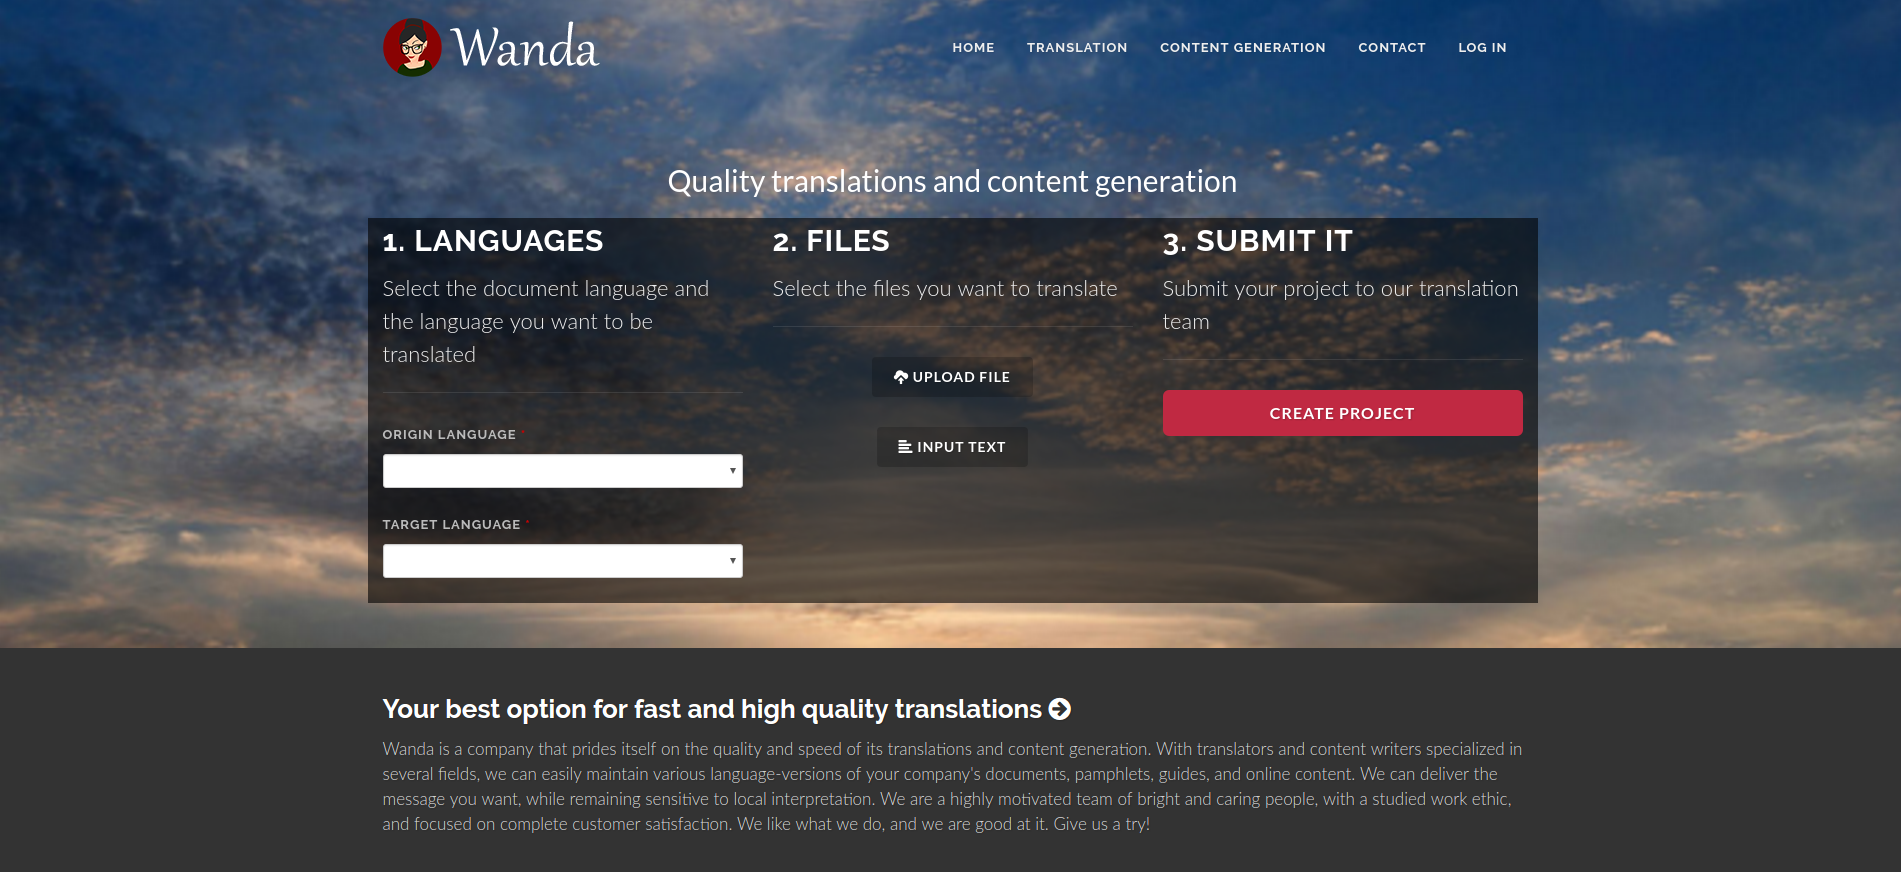 Wanda
HOME TRANSLATION CONTENT GENERATION CONTACT LOG IN
Quality translations and content generation
1. LANGUAGES
Select the document language and
the language you want to be
translated
ORIGIN LANGUAGE *
TARGET LANGUAGE *
2. FILES
Select the files you want to translate
UPLOAD FILE
INPUT TEXT
3. SUBMIT IT
Submit your project to our translation
team
CREATE PROJECT
Your best option for fast and high quality translations
Wanda is a company that prides itself on the quality and speed of its translations and content generation. With translators and content writers specialized in
several fields, we can easily maintain various language-versions of your company's documents, pamphlets, guides, and online content. We can deliver the
message you want, while remaining sensitive to local interpretation. We are a highly motivated team of bright and caring people, with a studied work ethic,
and focused on complete customer satisfaction. We like what we do, and we are good at it. Give us a try!